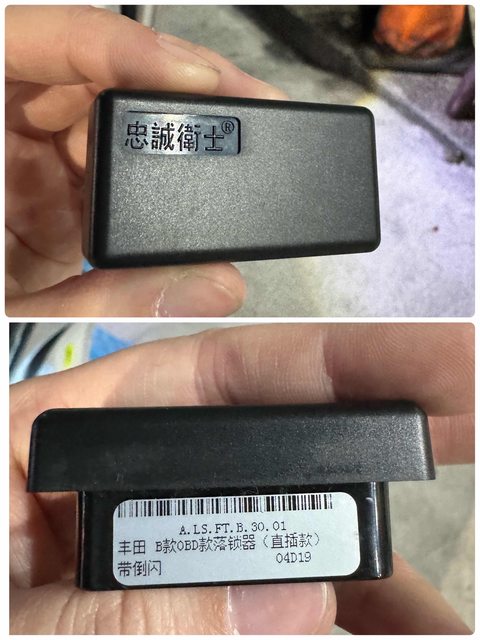 忠誠衛士®
A.LS.FT.B.30.01
丰田 B款OBD款落锁器（直插款）
带倒闪 04D19